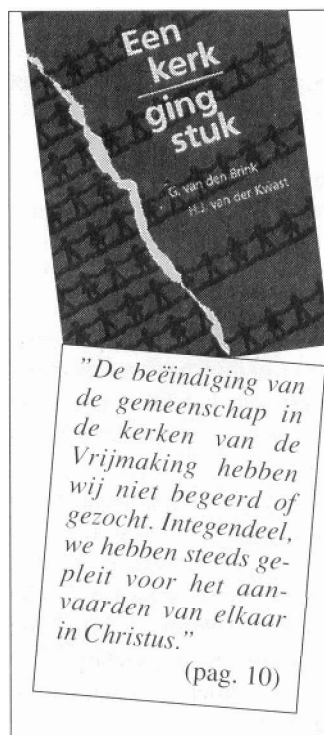 Een
kerk
ging
stuk
G. van den Brink
H.J. van der Kwast
"De beëindiging van
de gemeenschap in
de kerken van de
Vrijmaking hebben
wij niet begeerd of
gezocht. Integendeel,
we hebben steeds ge-
pleit voor het aan-
vaarden van elkaar
in Christus."
(pag. 10)